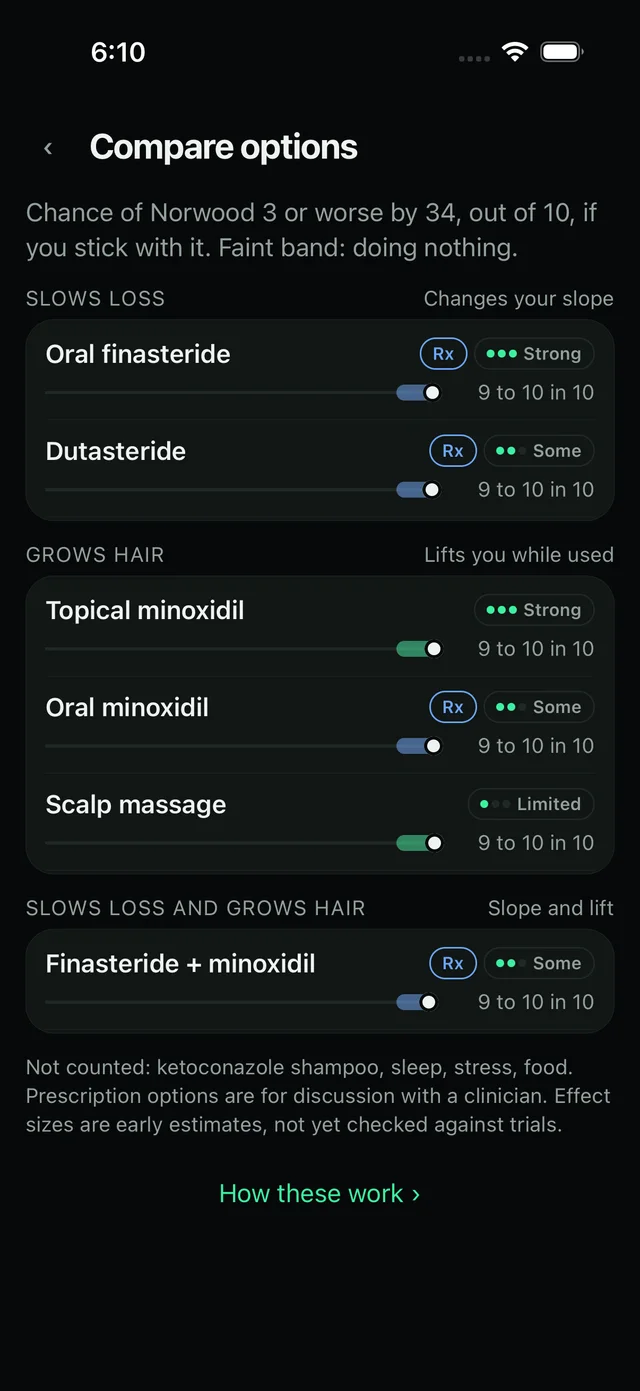 6:10
‹ Compare options
Chance of Norwood 3 or worse by 34, out of 10, if
you stick with it. Faint band: doing nothing.
SLOWS LOSS Changes your slope
Oral finasteride Rx Strong
9 to 10 in 10
Dutasteride Rx Some
9 to 10 in 10
GROWS HAIR Lifts you while used
Topical minoxidil Strong
9 to 10 in 10
Oral minoxidil Rx Some
9 to 10 in 10
Scalp massage Limited
9 to 10 in 10
SLOWS LOSS AND GROWS HAIR Slope and lift
Finasteride + minoxidil Rx Some
9 to 10 in 10
Not counted: ketoconazole shampoo, sleep, stress, food.
Prescription options are for discussion with a clinician. Effect
sizes are early estimates, not yet checked against trials.
How these work ›